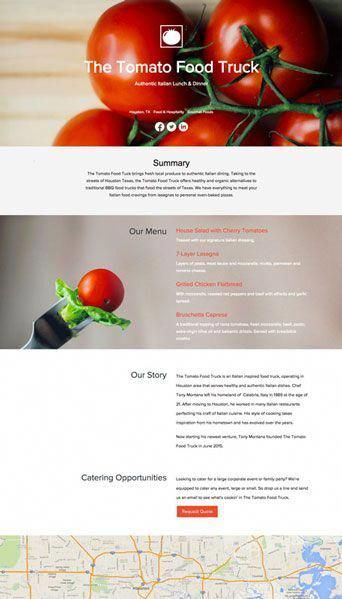 The Tomato Food Truck
Authentic Italian Lunch & Dinner
Houston, TX Food & Hospitality Gourmet Foods
Summary
The Tomato Food Tuck brings fresh local produce to authentic Italian dining. Taking to the
streets of Houston Texas, the Tomato Food Truck offers healthy and organic alternatives to
traditional BBQ food trucks that flood the streets of Texas. We have everything to meet your
Italian food cravings from lasagnas to personal oven-baked pizzas.
Our Menu
House Salad with Cherry Tomatoes
Tossed with our signature Italian dressing.
7-Layer Lasagna
Layers of pasta, meat sauce and mozzarella, ricotta, parmesan and
romano cheese.
Grilled Chicken Flatbread
With mozzarella, roasted red peppers and beef with alfredo and garlic
spread.
Bruschetta Caprese
A traditional topping of roma tomatoes, fresh mozzarella, basil, pesto,
extra-virgin olive oil and balsamic drizzle. Served with breadstick
crostini.
Our Story
The Tomato Food Truck is an Italian inspired food truck, operating in
Houston area that serves healthy and authentic Italian dishes. Chef
Tony Montana left his homeland of Calabria, Italy in 1989 at the age of
21. After moving to Houston, he worked in many Italian restaurants
perfecting his craft of Italian cuisine. His style of cooking takes
inspiration from his hometown and has evolved over the years.
Now starting his newest venture, Tony Montana founded The Tomato
Food Truck in June 2015.
Catering Opportunities
Looking to cater for a large corporate event or family party? We're
equipped to cater any event, large or small. So drop us a line and send
us an email to see what's cookin' in The Tomato Food Truck.
Request Quote
Houston